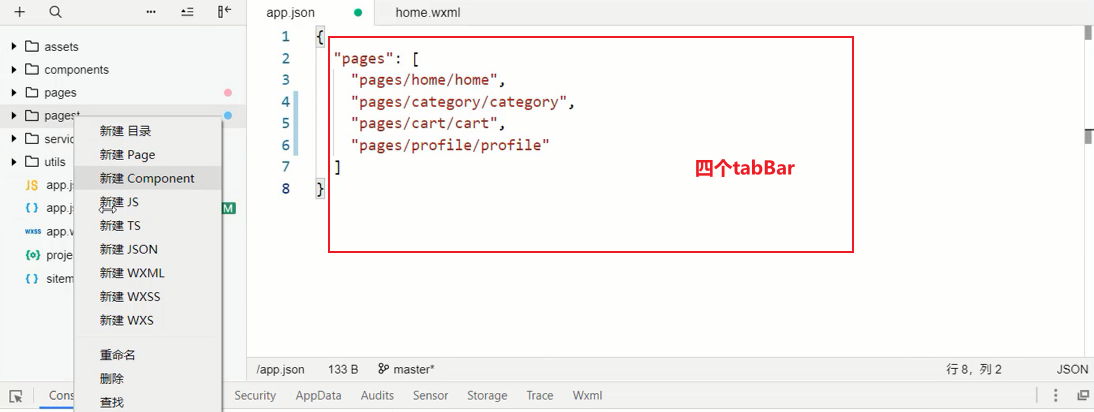 app.json
home.wxml
assets
components
pages
pagest
servic
utils
JS app.js
{ } app.js
M
wxss app.w
proje
{ } sitem
新建 目录
新建 Page
新建 Component
新建 JS
新建 TS
新建 JSON
新建 WXML
新建 WXSS
新建 WXS
重命名
删除
查找
1 {
2 "pages": [
3 "pages/home/home",
4 "pages/category/category",
5 "pages/cart/cart",
6 "pages/profile/profile"
7 ]
8 }
四个tabBar
/app.json 133 B master* 行 8，列 2 JSON
Cons Security AppData Audits Sensor Storage Trace Wxml